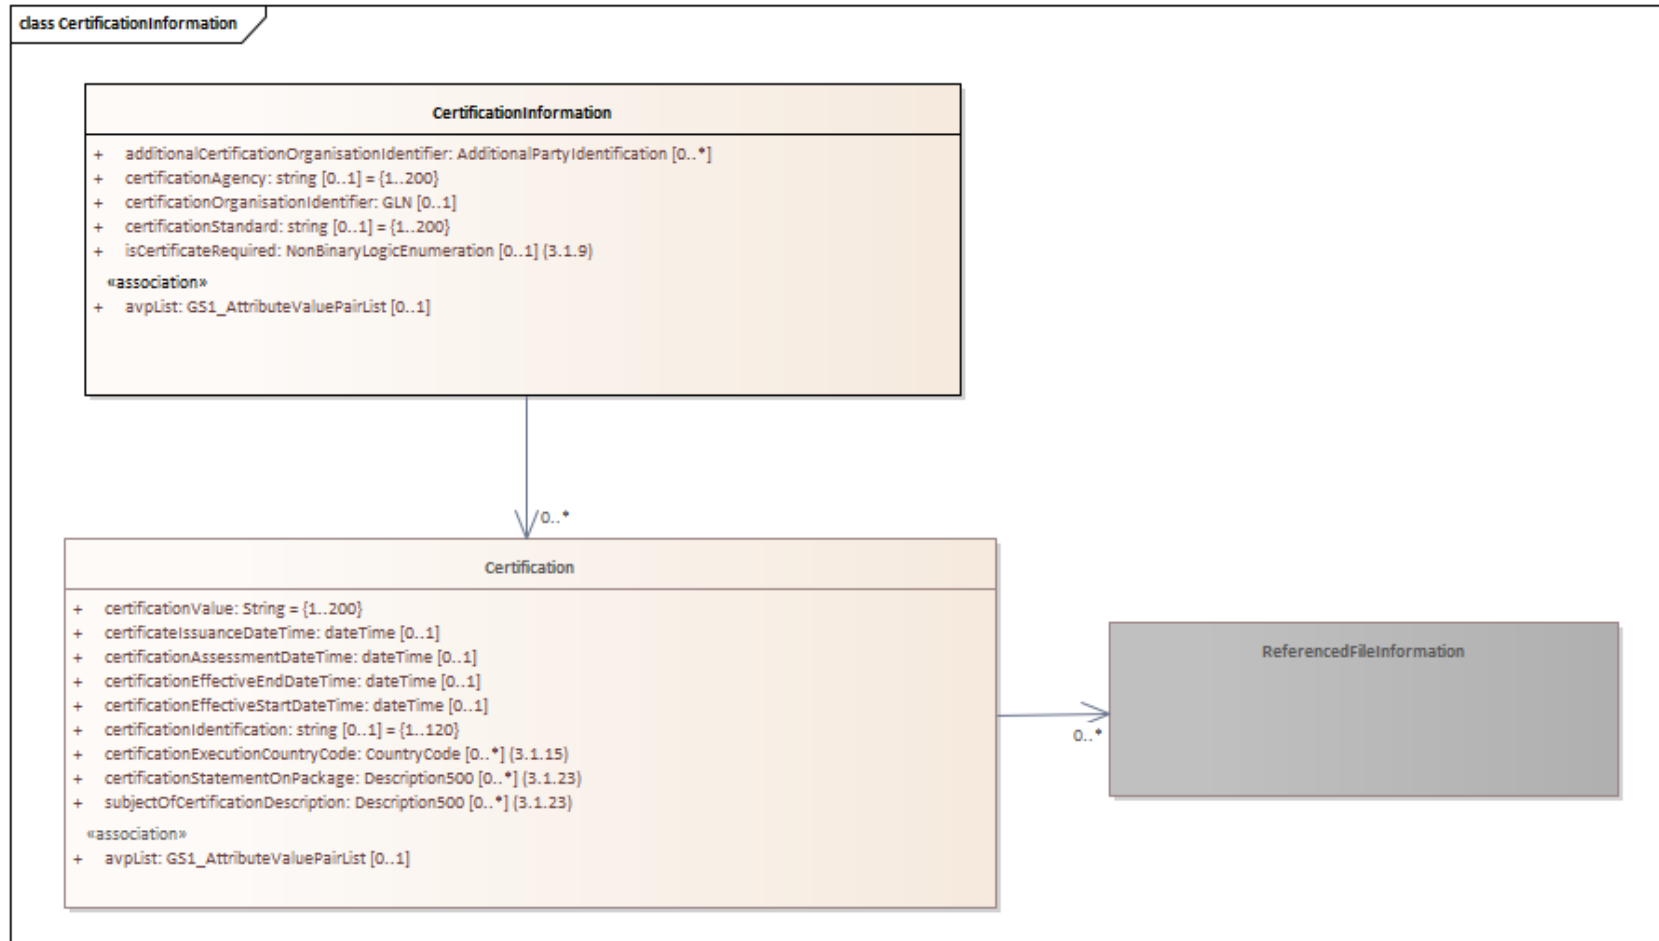 class CertificationInformation
CertificationInformation
+ additionalCertificationOrganisationIdentifier: AdditionalPartyIdentification [0..*]
+ certificationAgency: string [0..1] = {1..200}
+ certificationOrganisationIdentifier: GLN [0..1]
+ certificationStandard: string [0..1] = {1..200}
+ isCertificateRequired: NonBinaryLogicEnumeration [0..1] (3.1.9)
«association»
+ avpList: GS1_AttributeValuePairList [0..1]
0..*
Certification
+ certificationValue: String = {1..200}
+ certificateIssuanceDateTime: dateTime [0..1]
+ certificationAssessmentDateTime: dateTime [0..1]
+ certificationEffectiveEndDateTime: dateTime [0..1]
+ certificationEffectiveStartDateTime: dateTime [0..1]
+ certificationIdentification: string [0..1] = {1..120}
+ certificationExecutionCountryCode: CountryCode [0..*] (3.1.15)
+ certificationStatementOnPackage: Description500 [0..*] (3.1.23)
+ subjectOfCertificationDescription: Description500 [0..*] (3.1.23)
«association»
+ avpList: GS1_AttributeValuePairList [0..1]
0..*
ReferencedFileInformation